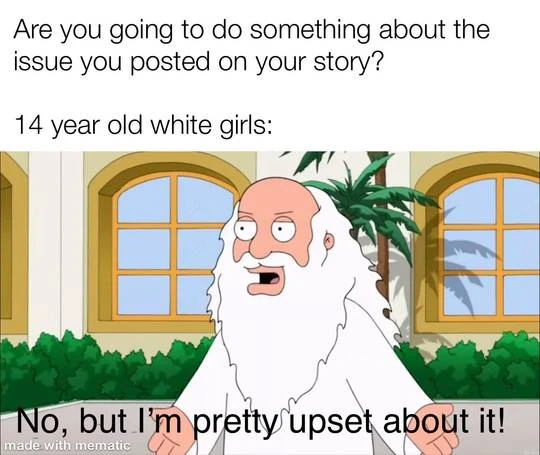 Are you going to do something about the
issue you posted on your story?
14 year old white girls:
No, but I'm pretty upset about it!
made with mematic